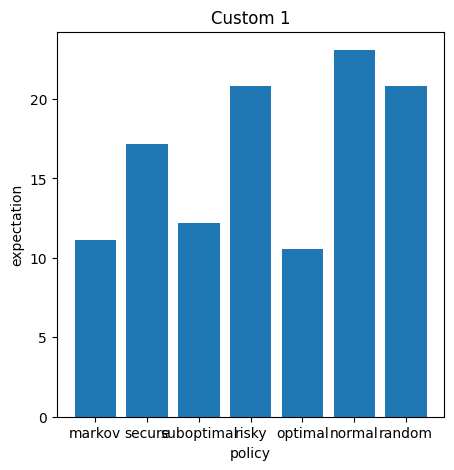 Custom 1
expectation
20
15
10
5
0
markov secure suboptimal risky optimal normal random
policy